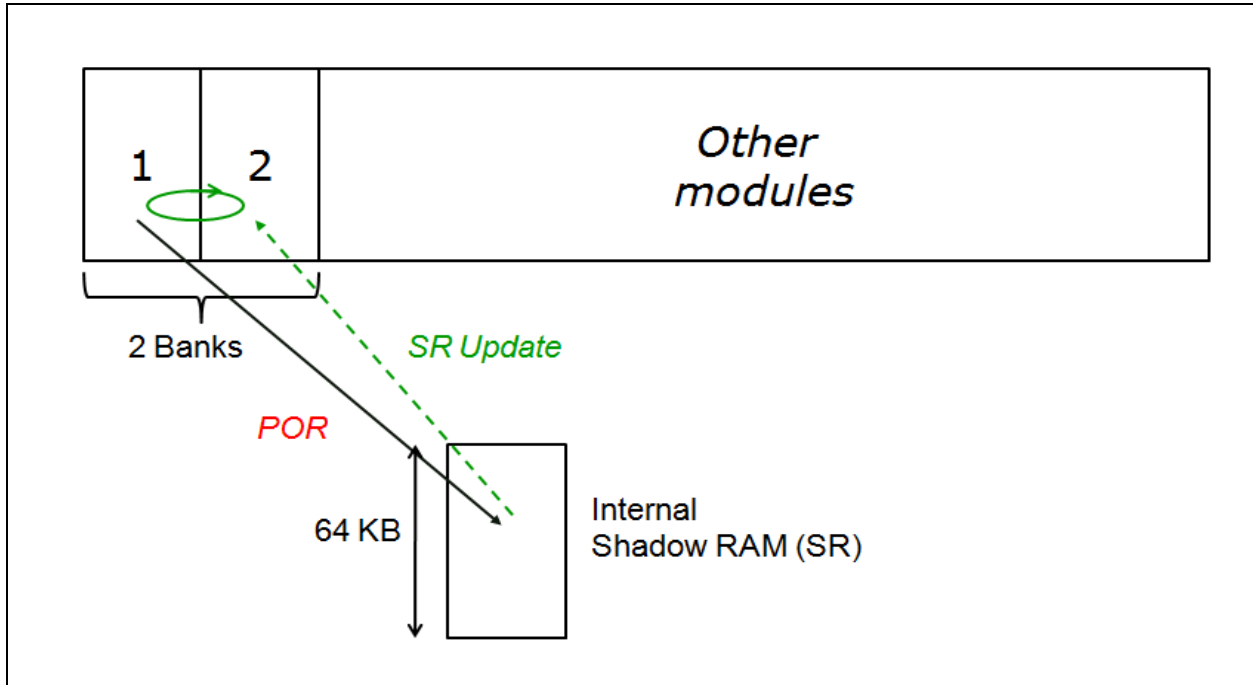 1
2
Other
modules
2 Banks
SR Update
POR
64 KB
Internal
Shadow RAM (SR)